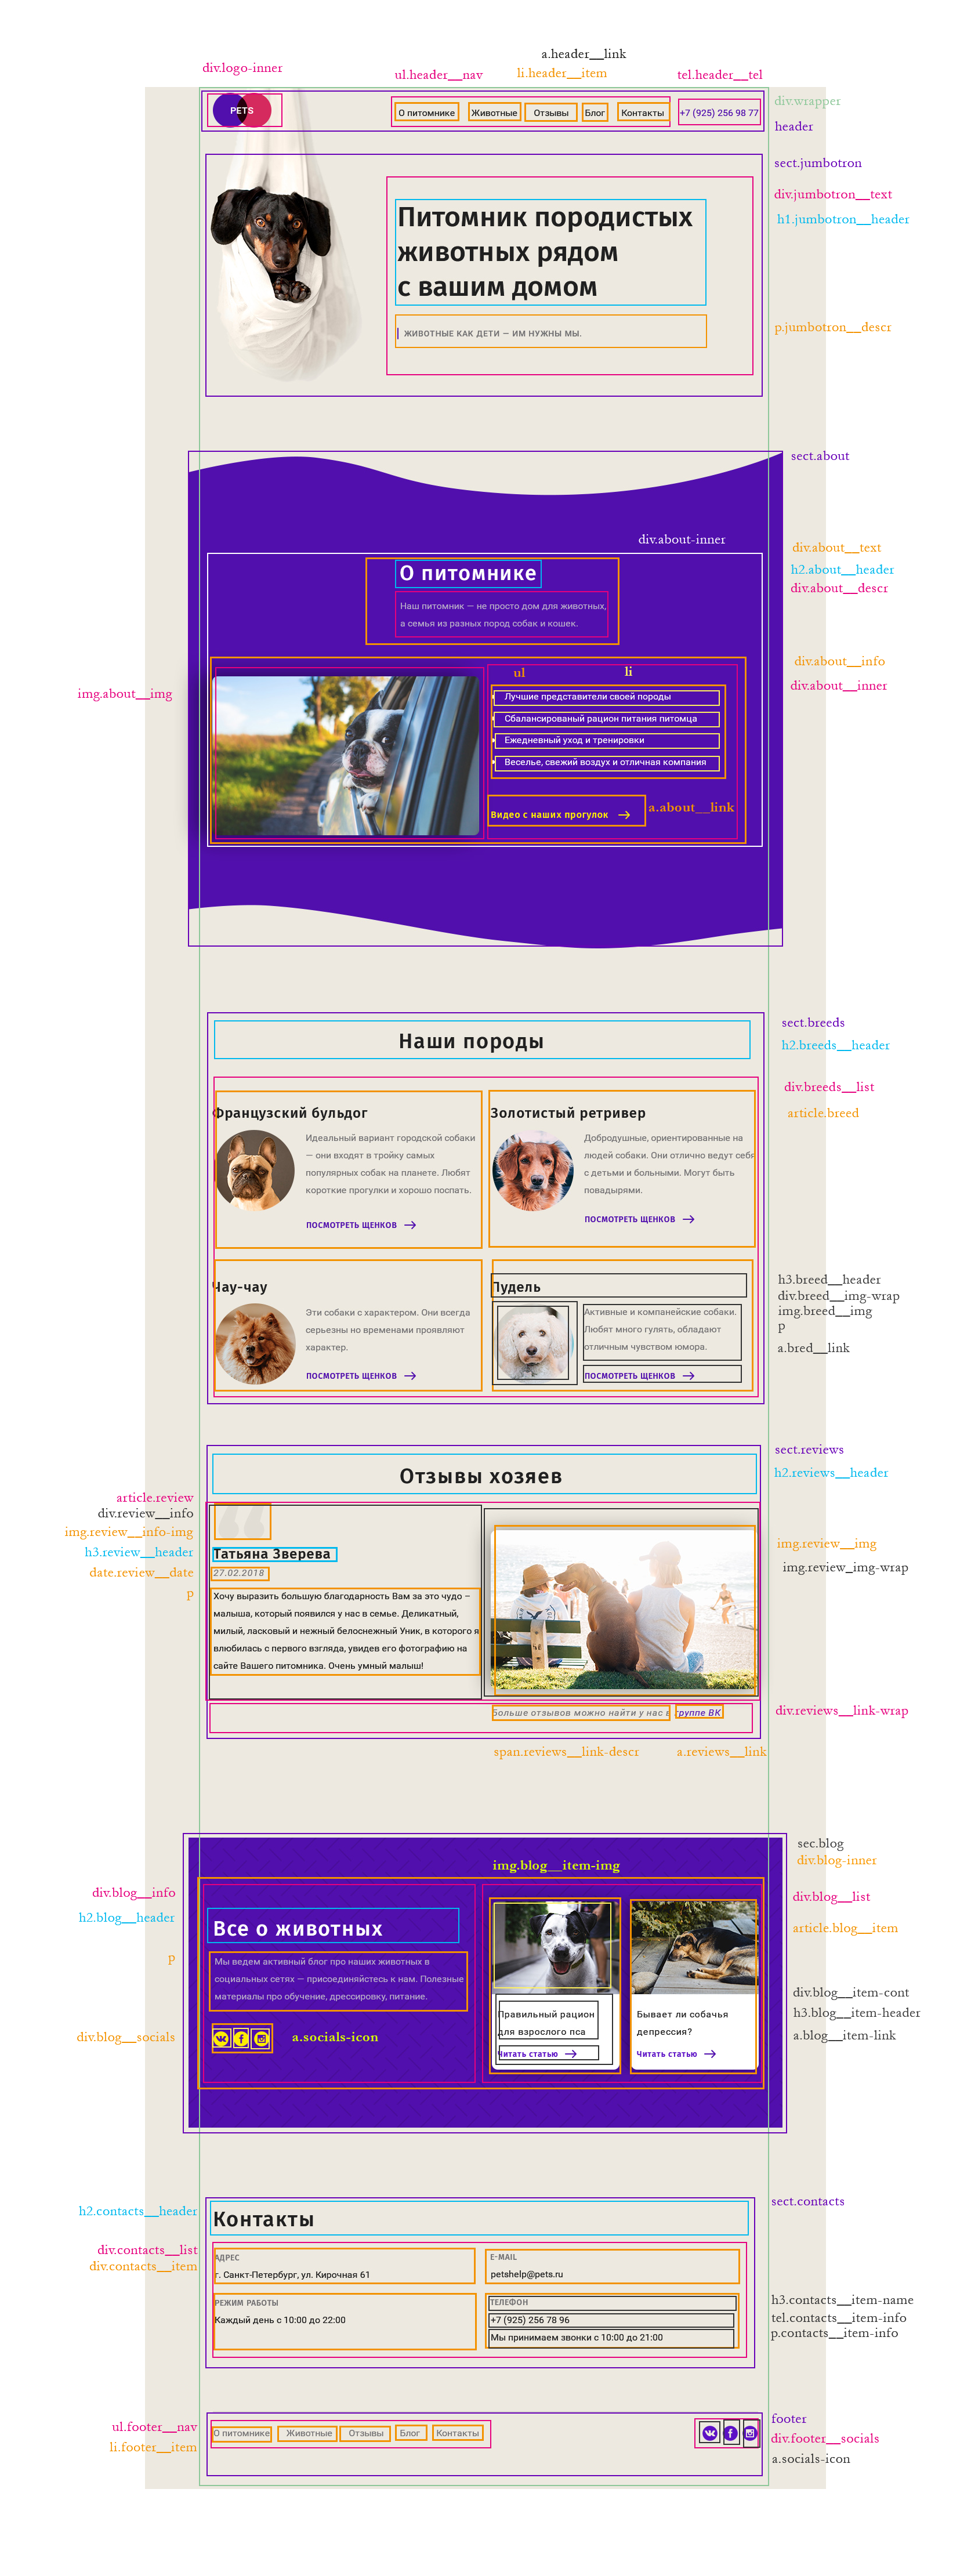 a.header__link
div.logo-inner
ul.header__nav
li.header__item
tel.header__tel
div.wrapper
PETS
О питомнике
Животные
Отзывы
Блог
Контакты
+7 (925) 256 98 77
header
sect.jumbotron
div.jumbotron__text
h1.jumbotron__header
Питомник породистых
животных рядом
с вашим домом
p.jumbotron__descr
ЖИВОТНЫЕ КАК ДЕТИ — ИМ НУЖНЫ МЫ.
sect.about
div.about-inner
div.about__text
h2.about__header
div.about__descr
О питомнике
Наш питомник — не просто дом для животных,
а семья из разных пород собак и кошек.
div.about__info
div.about__inner
img.about__img
ul
li
Лучшие представители своей породы
Сбалансированый рацион питания питомца
Ежедневный уход и тренировки
Веселье, свежий воздух и отличная компания
a.about__link
Видео с наших прогулок
sect.breeds
h2.breeds__header
Наши породы
div.breeds__list
article.breed
Французский бульдог
Идеальный вариант городской собаки
— они входят в тройку самых
популярных собак на планете. Любят
короткие прогулки и хорошо поспать.
ПОСМОТРЕТЬ ЩЕНКОВ
Золотистый ретривер
Добродушные, ориентированные на
людей собаки. Они отлично ведут себя
с детьми и больными. Могут быть
повадырями.
ПОСМОТРЕТЬ ЩЕНКОВ
Чау-чау
Эти собаки с характером. Они всегда
серьезны но временами проявляют
характер.
ПОСМОТРЕТЬ ЩЕНКОВ
Пудель
Активные и компанейские собаки.
Любят много гулять, обладают
отличным чувством юмора.
ПОСМОТРЕТЬ ЩЕНКОВ
h3.breed__header
div.breed__img-wrap
img.breed__img
p
a.bred__link
sect.reviews
h2.reviews__header
Отзывы хозяев
article.review
div.review__info
img.review__info-img
h3.review__header
date.review__date
p
Татьяна Зверева
27.02.2018
Хочу выразить большую благодарность Вам за это чудо –
малыша, который появился у нас в семье. Деликатный,
милый, ласковый и нежный белоснежный Уник, в которого я
влюбилась с первого взгляда, увидев его фотографию на
сайте Вашего питомника. Очень умный малыш!
img.review__img
img.review_img-wrap
Больше отзывов можно найти у нас в группе ВК
div.reviews__link-wrap
span.reviews__link-descr
a.reviews__link
sec.blog
div.blog-inner
img.blog__item-img
div.blog__info
h2.blog__header
p
div.blog__socials
Все о животных
Мы ведем активный блог про наших животных в
социальных сетях — присоединяйстесь к нам. Полезные
материалы про обучение, дрессировку, питание.
a.socials-icon
Правильный рацион
для взрослого пса
Читать статью
Бывает ли собачья
депрессия?
Читать статью
div.blog__list
article.blog__item
div.blog__item-cont
h3.blog__item-header
a.blog__item-link
sect.contacts
h2.contacts__header
Контакты
div.contacts__list
div.contacts__item
АДРЕС
г. Санкт-Петербург, ул. Кирочная 61
E-MAIL
petshelp@pets.ru
РЕЖИМ РАБОТЫ
Каждый день с 10:00 до 22:00
ТЕЛЕФОН
+7 (925) 256 78 96
Мы принимаем звонки с 10:00 до 21:00
h3.contacts__item-name
tel.contacts__item-info
p.contacts__item-info
footer
ul.footer__nav
li.footer__item
О питомнике
Животные
Отзывы
Блог
Контакты
div.footer__socials
a.socials-icon